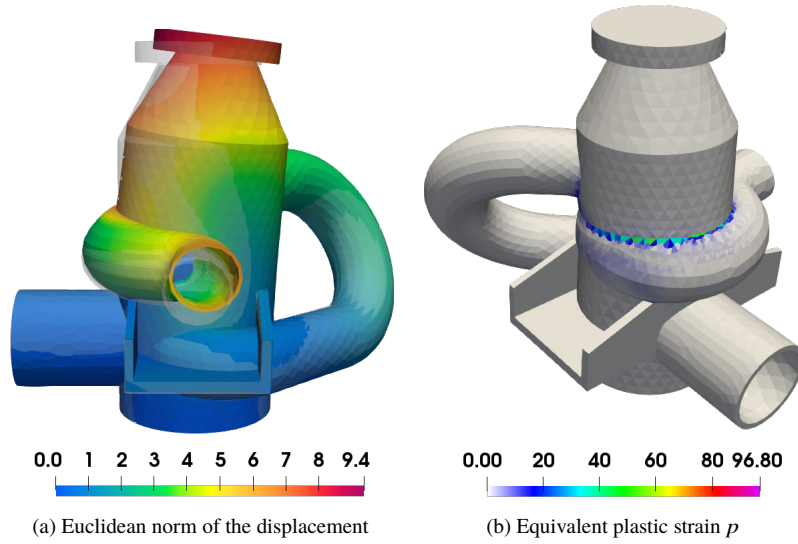 0.0 1 2 3 4 5 6 7 8 9.4
0.00 20 40 60 80 96.80
(a) Euclidean norm of the displacement
(b) Equivalent plastic strain p